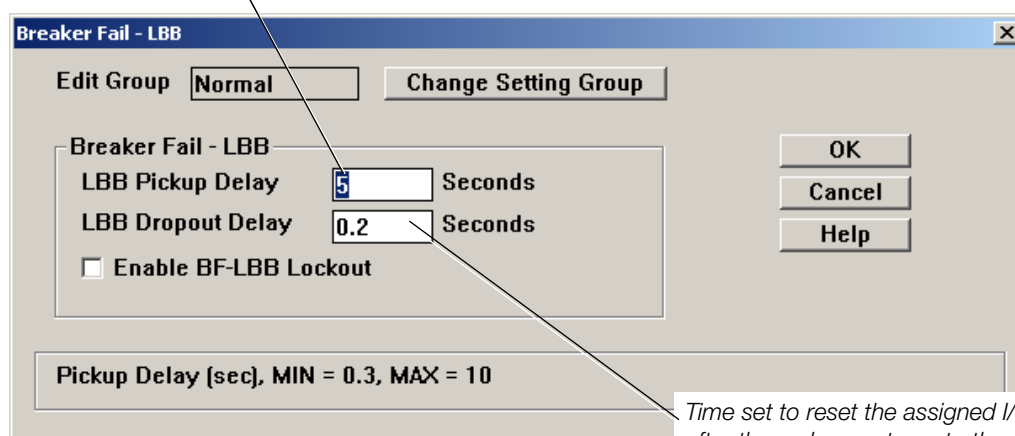 Breaker Fail - LBB
Edit Group Normal Change Setting Group
Breaker Fail - LBB
LBB Pickup Delay 5 Seconds
LBB Dropout Delay 0.2 Seconds
Enable BF-LBB Lockout
OK
Cancel
Help
Pickup Delay (sec), MIN = 0.3, MAX = 10
Time set to reset the assigned I/